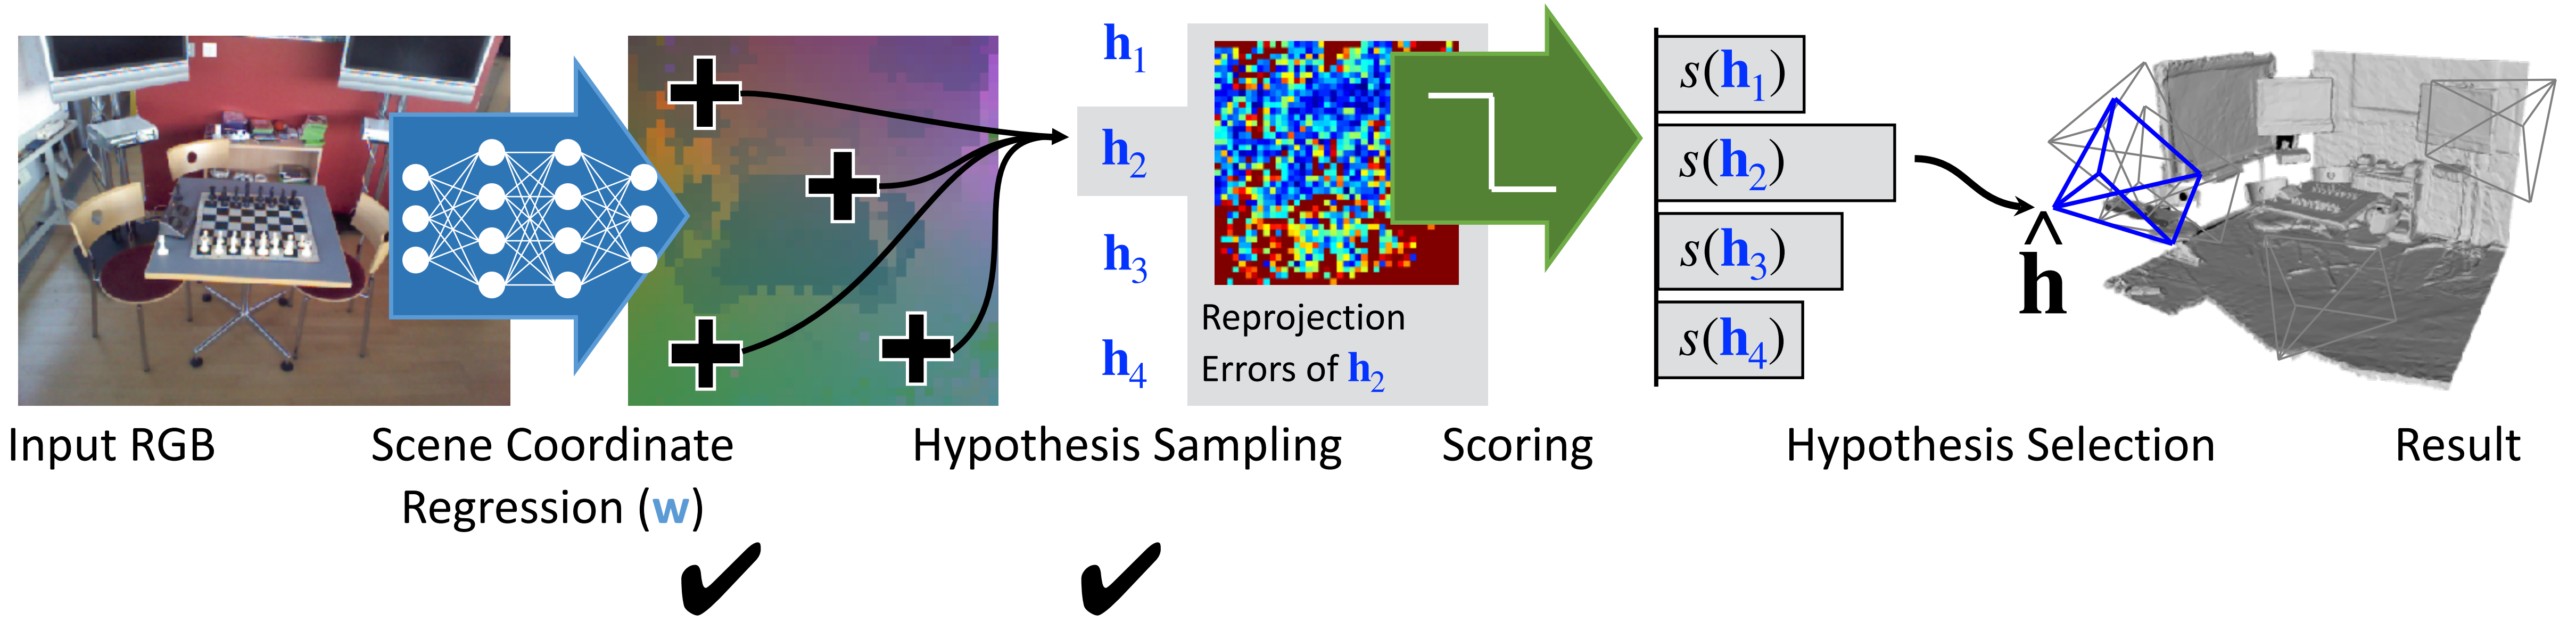 h1
h2
h3
h4
Reprojection
Errors of h2
s(h1)
s(h2)
s(h3)
s(h4)
ĥ
Input RGB
Scene Coordinate
Regression (w)
Hypothesis Sampling
Scoring
Hypothesis Selection
Result